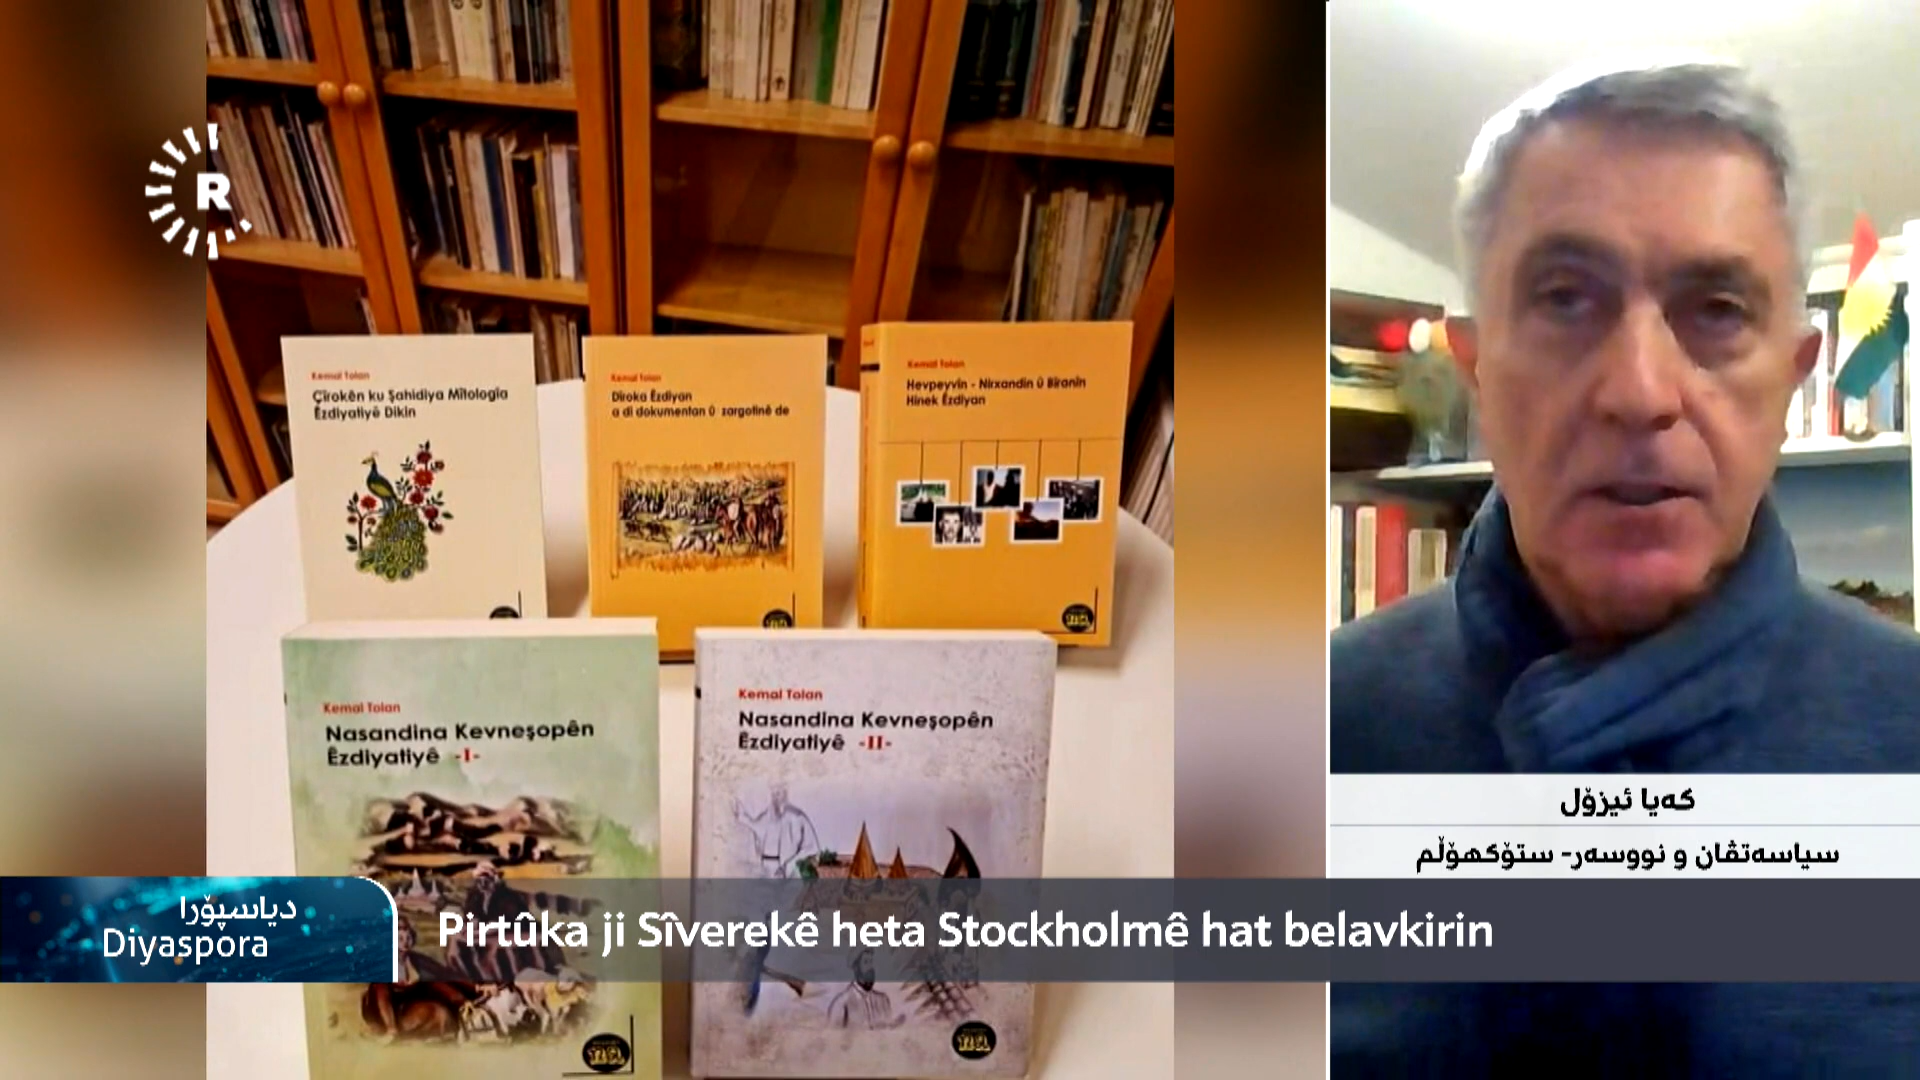 R
Kemal Tolan
Çîrokên ku Şahidiya Mîtologîa
Êzdiyatiyê Dikin
Kemal Tolan
Dîroka Êzdiyan
a di dokumentan û zargotinê de
Kemal Tolan
Hevpeyvîn - Nirxandin û Bîranîn
Hinek Êzdiyan
Kemal Tolan
Nasandina Kevneşopên
Êzdiyatiyê -I-
Kemal Tolan
Nasandina Kevneşopên
Êzdiyatiyê -II-
کەیا ئیزۆل
سیاسەتڤان و نووسەر- ستۆکهۆڵم
دیاسپۆرا
Diyaspora
Pirtûka ji Sîverekê heta Stockholmê hat belavkirin